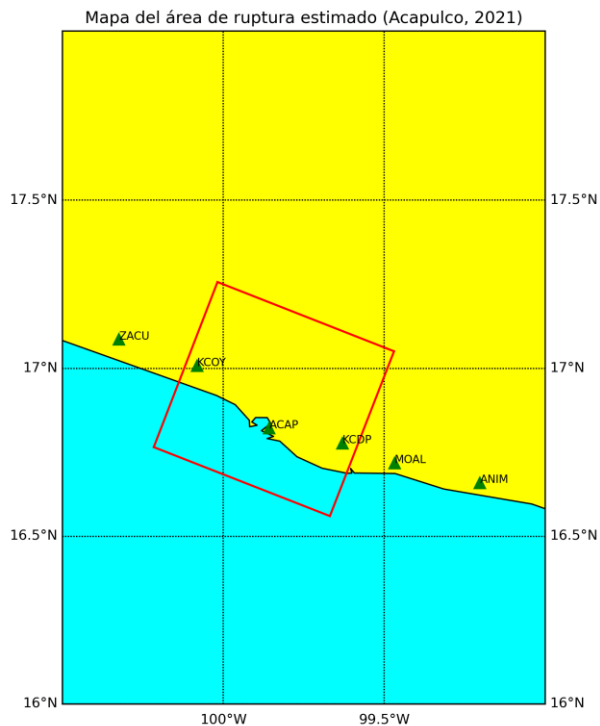 Mapa del área de ruptura estimado (Acapulco, 2021)
17.5°N 17.5°N
ZACU
KCOY
17°N 17°N
ACAP
KCDP
MOAL
ANIM
16.5°N 16.5°N
16°N 16°N
100°W 99.5°W